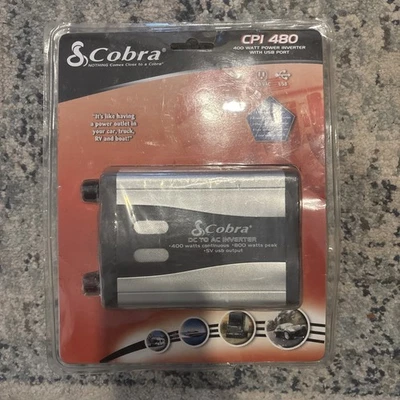 Cobra®
NOTHING Comes Close to a Cobra®
CPI 480
400 WATT POWER INVERTER
WITH USB PORT
USB
"It's like having
a power outlet in
your car, truck,
RV and boat!"
Cobra®
DC TO AC INVERTER
•400 watts continuous •800 watts peak
•5V usb output